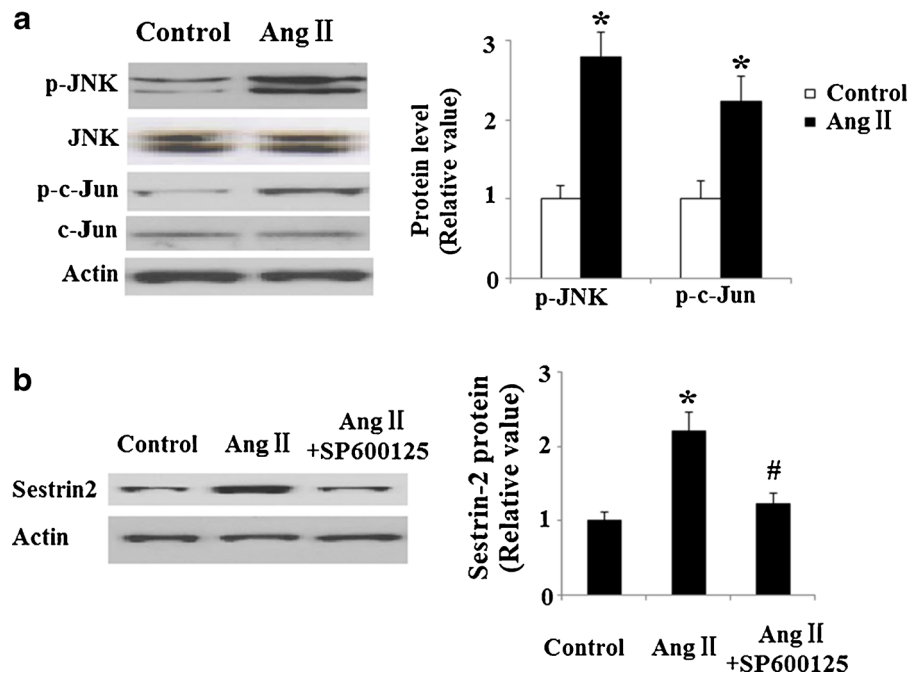 a
Control Ang Ⅱ
p-JNK
JNK
p-c-Jun
c-Jun
Actin
Protein level
(Relative value)
3
2
1
0
*
*
p-JNK p-c-Jun
Control
Ang Ⅱ
b
Control Ang Ⅱ Ang Ⅱ
+SP600125
Sestrin2
Actin
Sestrin-2 protein
(Relative value)
3
2
1
0
*
#
Control Ang Ⅱ Ang Ⅱ
+SP600125